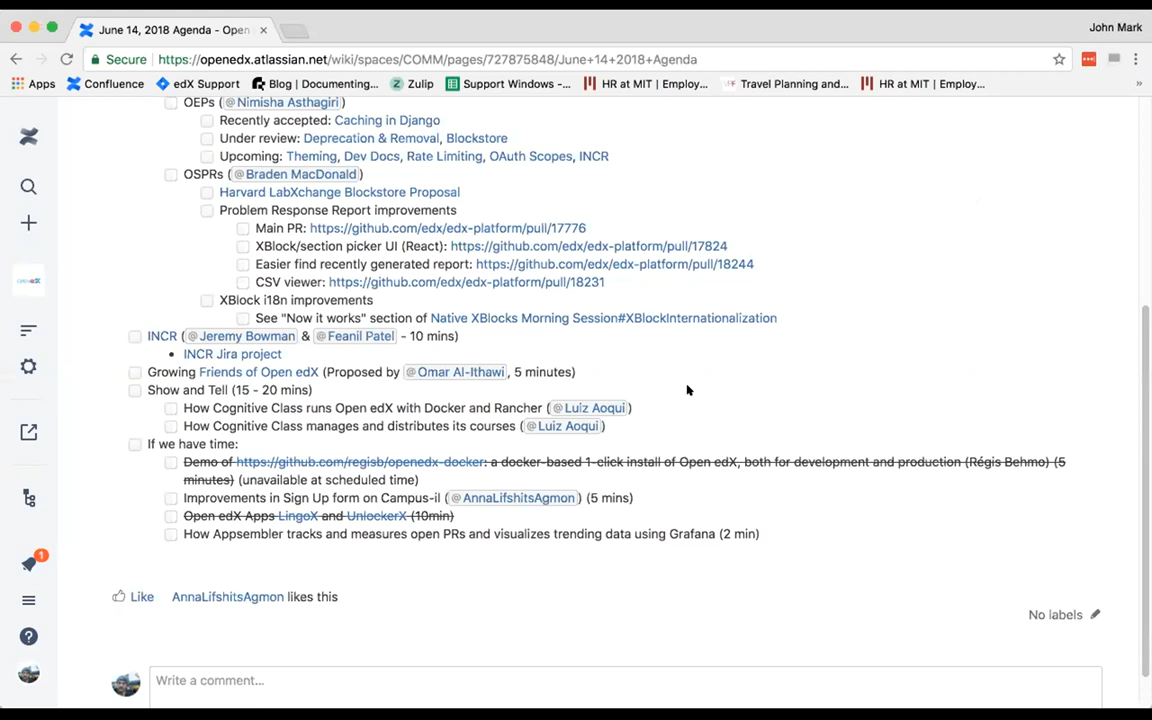 June 14, 2018 Agenda - Open
John Mark
Secure https://openedx.atlassian.net/wiki/spaces/COMM/pages/727875848/June+14+2018+Agenda
Apps Confluence edX Support Blog | Documenting... Zulip Support Windows -... HR at MIT | Employ... Travel Planning and... HR at MIT | Employ... »
OEPs (@Nimisha Asthagiri)
Recently accepted: Caching in Django
Under review: Deprecation & Removal, Blockstore
Upcoming: Theming, Dev Docs, Rate Limiting, OAuth Scopes, INCR
OSPRs (@Braden MacDonald)
Harvard LabXchange Blockstore Proposal
Problem Response Report improvements
Main PR: https://github.com/edx/edx-platform/pull/17776
XBlock/section picker UI (React): https://github.com/edx/edx-platform/pull/17824
Easier find recently generated report: https://github.com/edx/edx-platform/pull/18244
CSV viewer: https://github.com/edx/edx-platform/pull/18231
XBlock i18n improvements
See "Now it works" section of Native XBlocks Morning Session#XBlockInternationalization
INCR (@Jeremy Bowman & @Feanil Patel - 10 mins)
• INCR Jira project
Growing Friends of Open edX (Proposed by @Omar Al-Ithawi, 5 minutes)
Show and Tell (15 - 20 mins)
How Cognitive Class runs Open edX with Docker and Rancher (@Luiz Aoqui)
How Cognitive Class manages and distributes its courses (@Luiz Aoqui)
If we have time:
Demo of https://github.com/regisb/openedx-docker: a docker-based 1-click install of Open edX, both for development and production (Régis Behmo) (5
minutes) (unavailable at scheduled time)
Improvements in Sign Up form on Campus-il (@AnnaLifshitsAgmon) (5 mins)
Open edX Apps LingoX and UnlockerX (10min)
How Appsembler tracks and measures open PRs and visualizes trending data using Grafana (2 min)
1
Like AnnaLifshitsAgmon likes this
No labels
Write a comment...